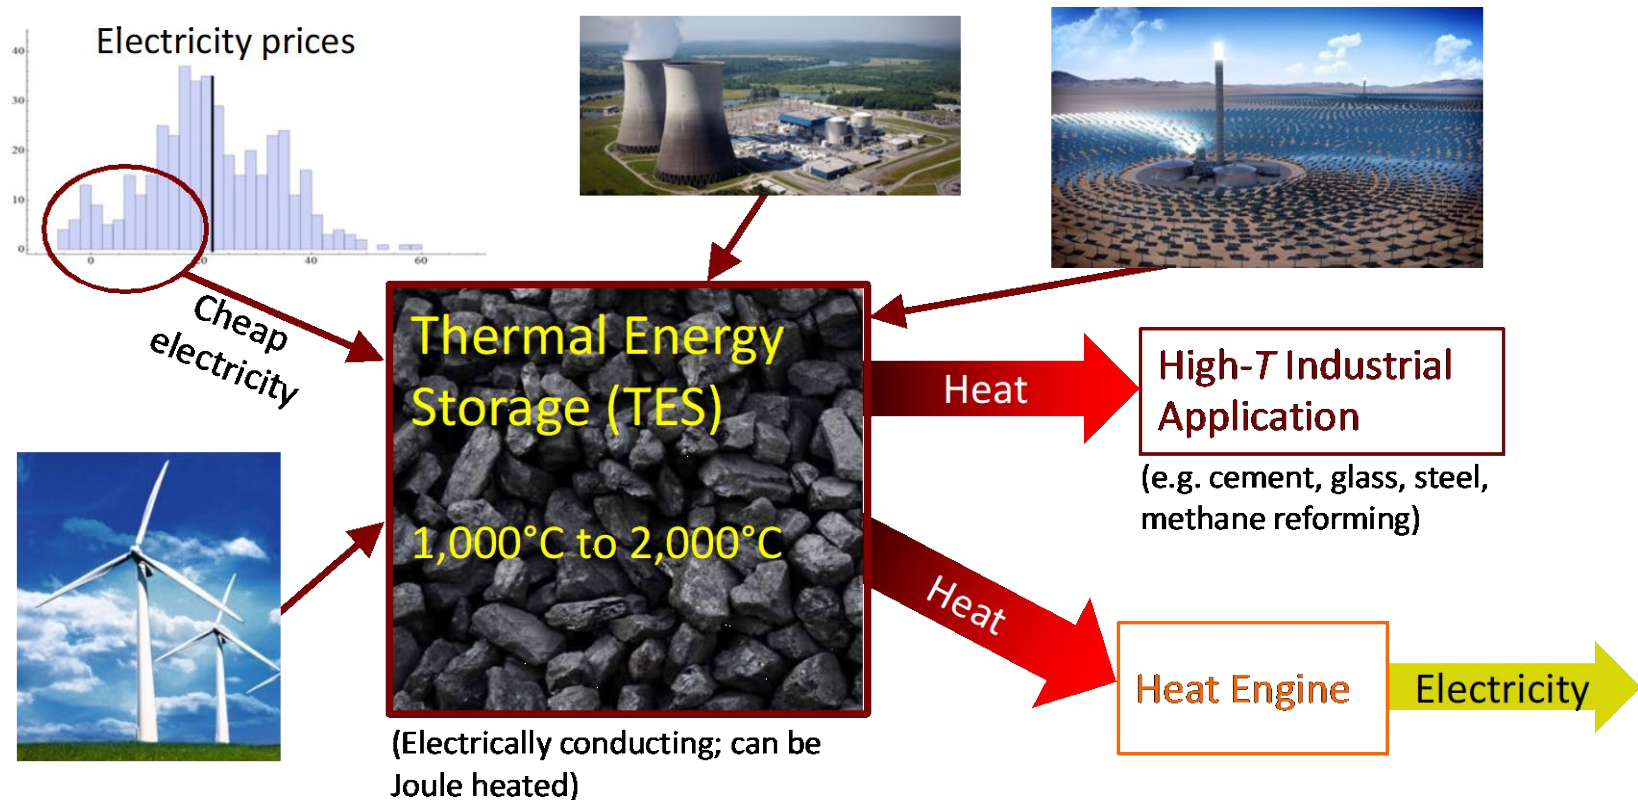 Electricity prices
40
30
20
10
0
0
20
40
60
Cheap
electricity
Thermal Energy
Storage (TES)
1,000°C to 2,000°C
(Electrically conducting; can be
Joule heated)
Heat
High-T Industrial
Application
(e.g. cement, glass, steel,
methane reforming)
Heat
Heat Engine
Electricity